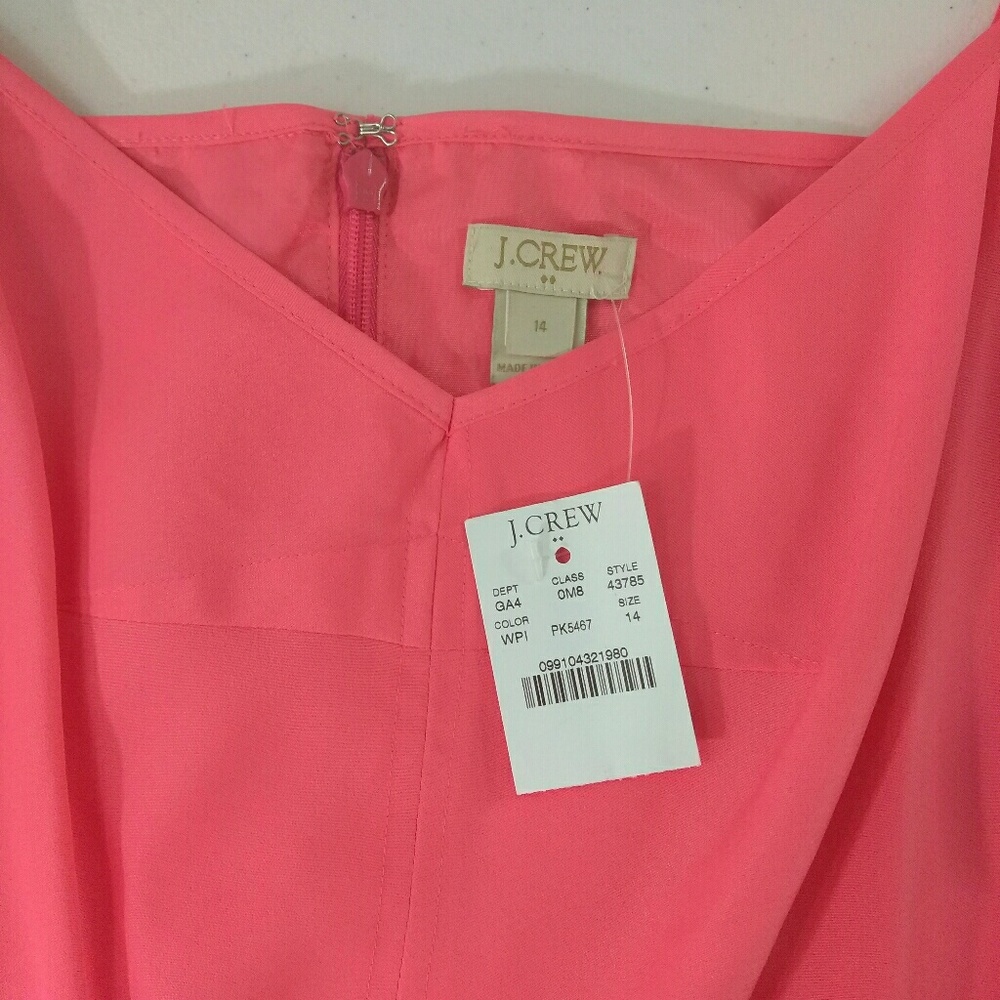 J.CREW
14
MADE
J.CREW
DEPT CLASS STYLE
GA4 0M8 43785
COLOR SIZE
WPI PK5467 14
099104321980